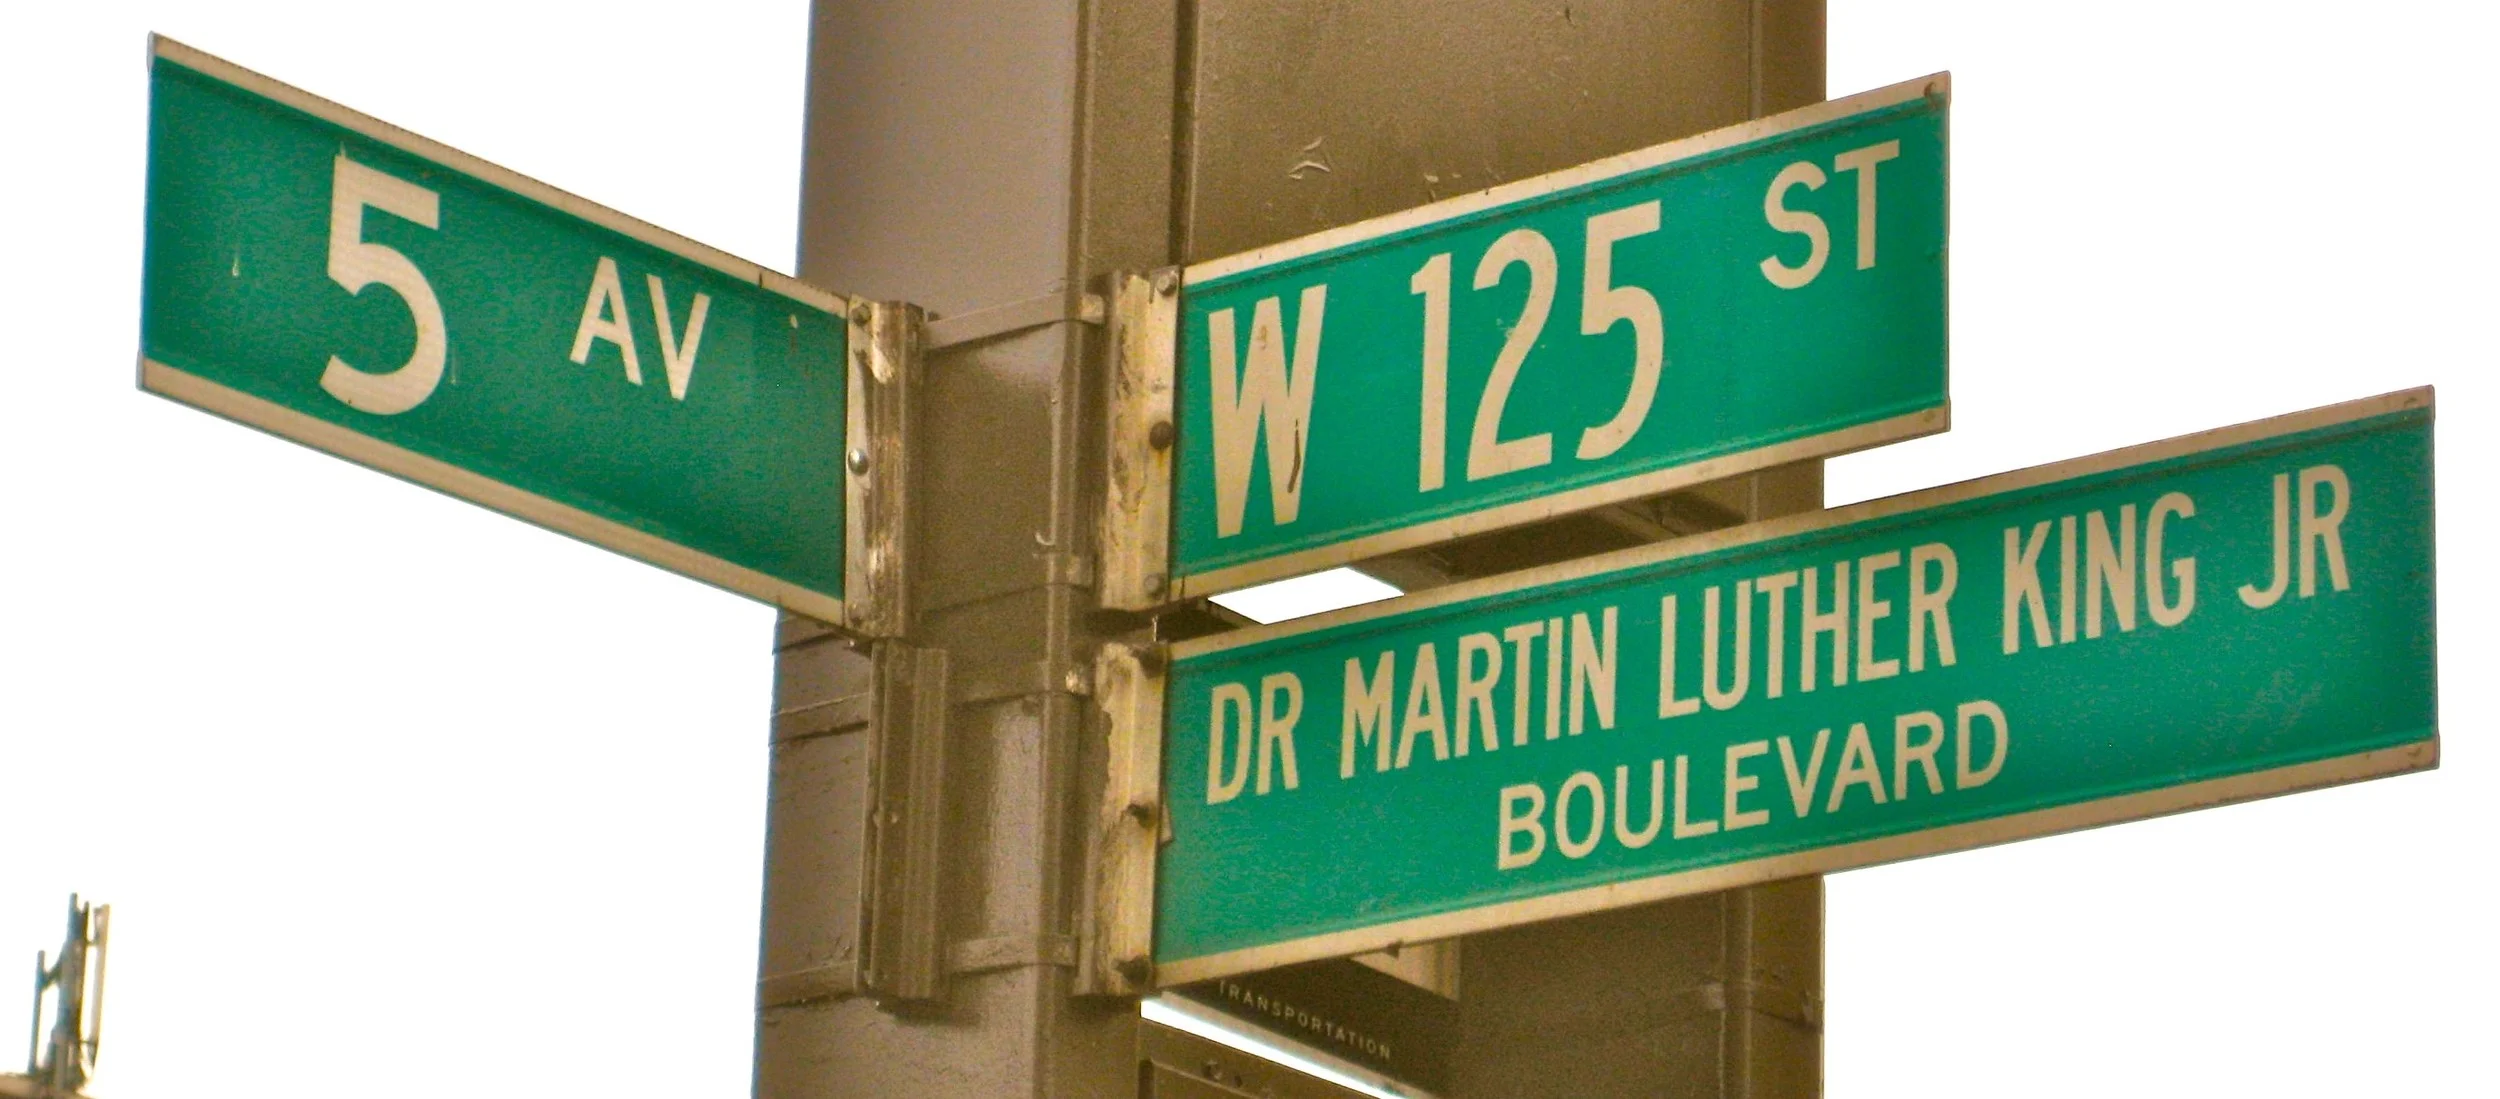 5 AV
W 125 ST
DR MARTIN LUTHER KING JR
BOULEVARD
TRANSPORTATION